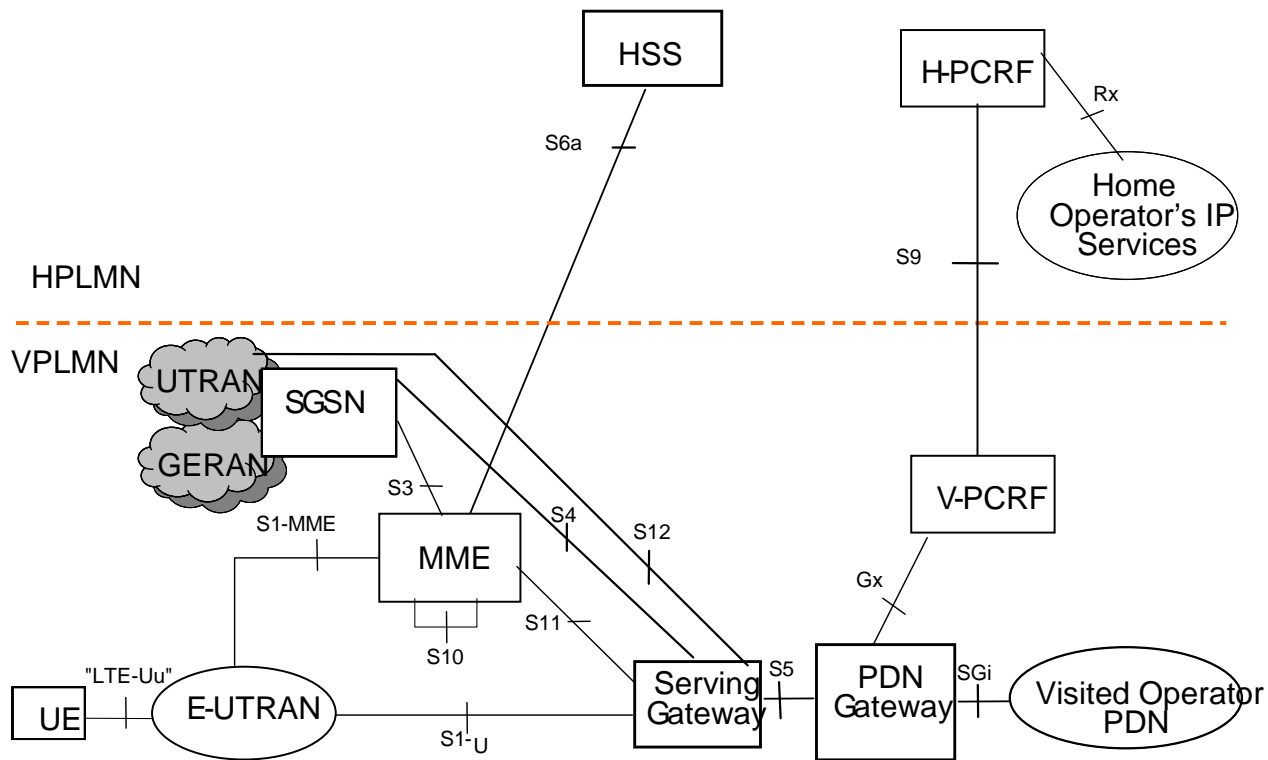 HSS
H-PCRF
Rx
S6a
Home
Operator's IP
Services
S9
HPLMN
VPLMN
UTRAN
SGSN
GERAN
S3
V-PCRF
S1-MME
S4
S12
MME
Gx
S11
S10
"LTE-Uu"
S5
SGi
UE
E-UTRAN
Serving
Gateway
PDN
Gateway
Visited Operator
PDN
S1-U